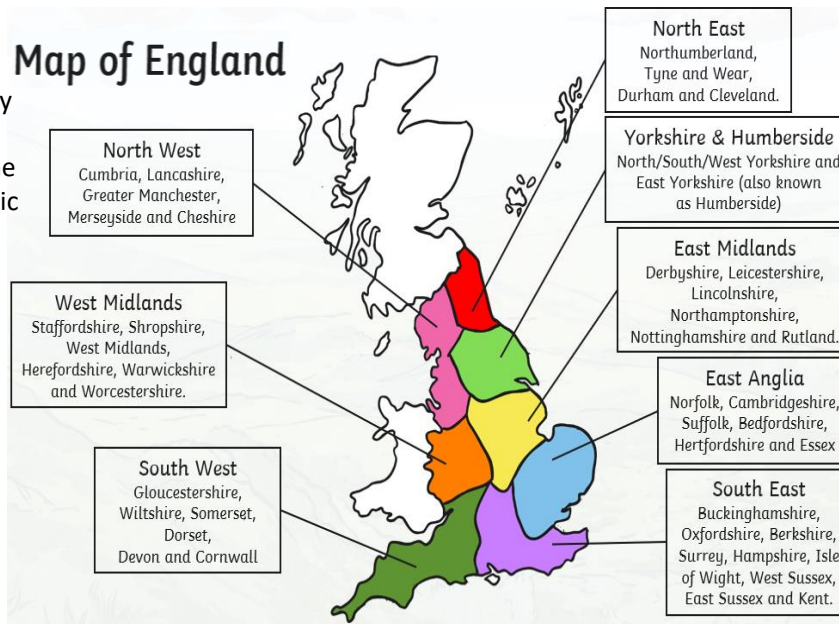 Map of England
y
e
ic
North East
Northumberland,
Tyne and Wear,
Durham and Cleveland.
North West
Cumbria, Lancashire,
Greater Manchester,
Merseyside and Cheshire
Yorkshire & Humberside
North/South/West Yorkshire and
East Yorkshire (also known
as Humberside)
East Midlands
Derbyshire, Leicestershire,
Lincolnshire,
Northamptonshire,
Nottinghamshire and Rutland.
West Midlands
Staffordshire, Shropshire,
West Midlands,
Herefordshire, Warwickshire
and Worcestershire.
East Anglia
Norfolk, Cambridgeshire,
Suffolk, Bedfordshire,
Hertfordshire and Essex
South West
Gloucestershire,
Wiltshire, Somerset,
Dorset,
Devon and Cornwall
South East
Buckinghamshire,
Oxfordshire, Berkshire,
Surrey, Hampshire, Isle
of Wight, West Sussex,
East Sussex and Kent.